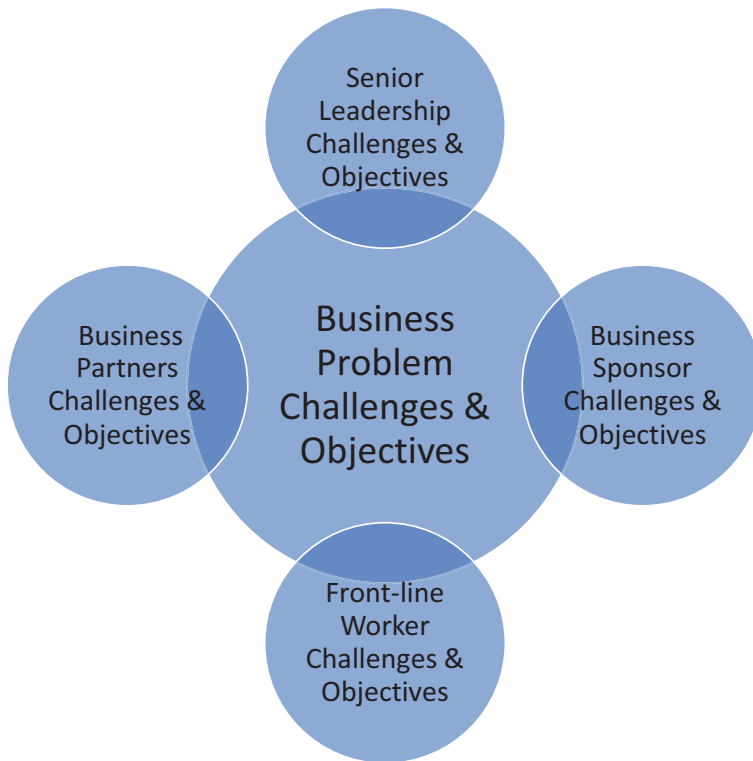 Senior
Leadership
Challenges &
Objectives
Business
Partners
Challenges &
Objectives
Business
Problem
Challenges &
Objectives
Business
Sponsor
Challenges &
Objectives
Front-line
Worker
Challenges &
Objectives